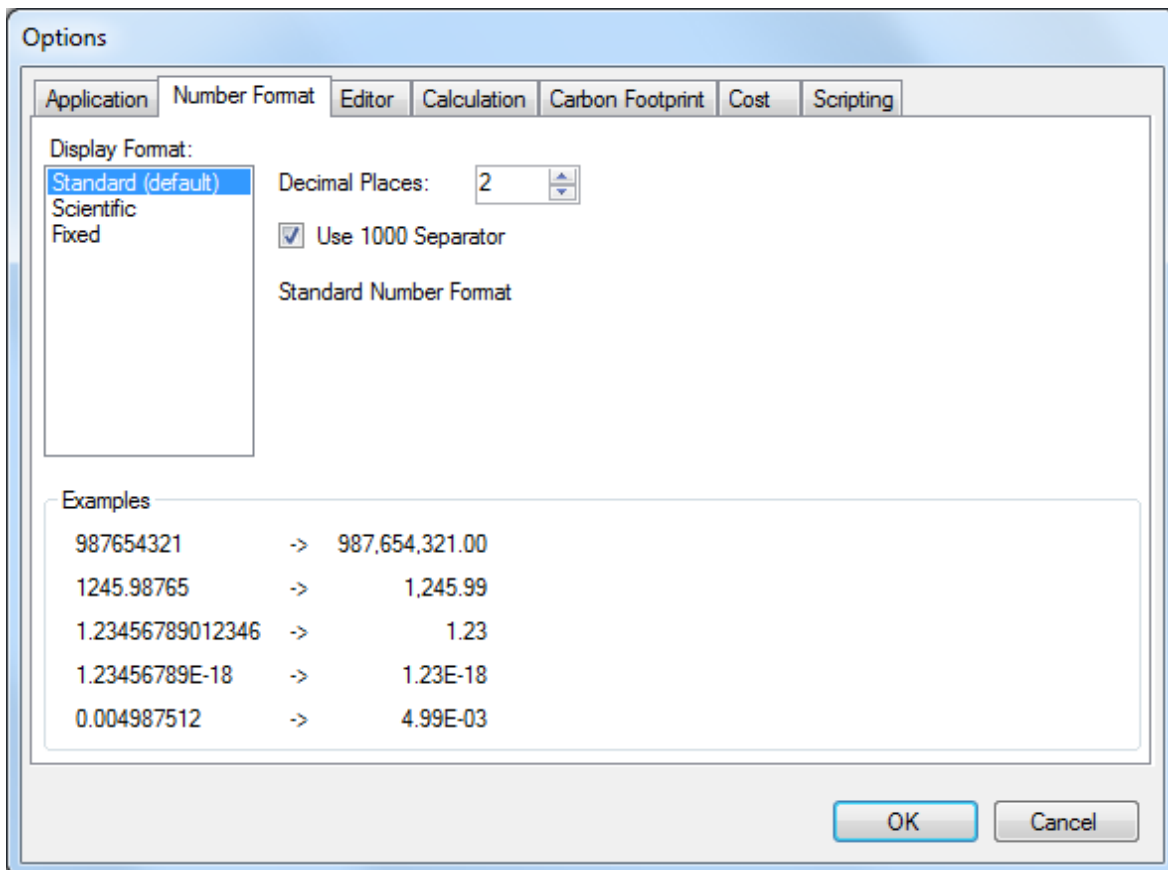 Options
Application Number Format Editor Calculation Carbon Footprint Cost Scripting
Display Format:
Standard (default)
Scientific
Fixed
Decimal Places: 2
Use 1000 Separator
Standard Number Format
Examples
987654321 -> 987,654,321.00
1245.98765 -> 1,245.99
1.23456789012346 -> 1.23
1.23456789E-18 -> 1.23E-18
0.004987512 -> 4.99E-03
OK Cancel